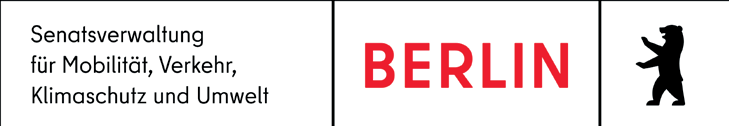 Senatsverwaltung
für Mobilität, Verkehr,
Klimaschutz und Umwelt
BERLIN